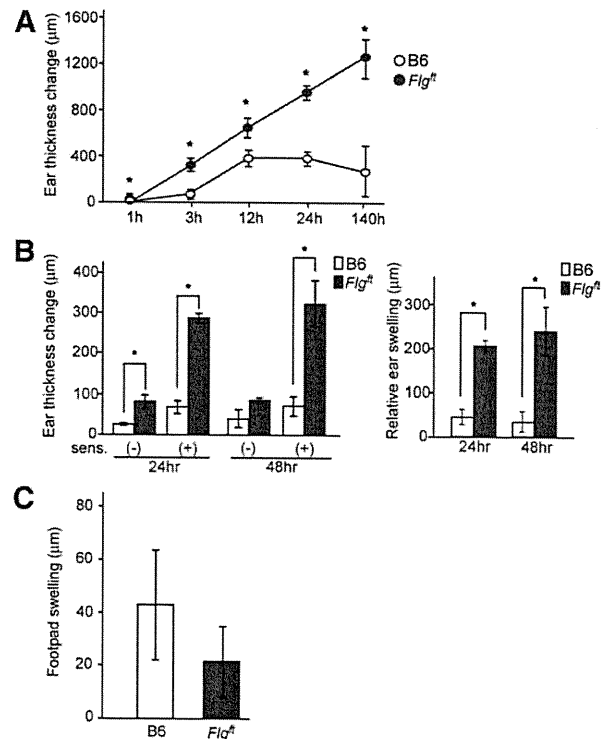 A
Ear thickness change (μm)
1600
1200
800
400
0
*
*
*
*
*
1h
3h
12h
24h
140h
B6
Flg^ft
B
Ear thickness change (μm)
400
300
200
100
0
*
*
*
B6
Flg^ft
sens.
(-)
(+)
(-)
(+)
24hr
48hr
Relative ear swelling (μm)
300
200
100
0
*
*
B6
Flg^ft
24hr
48hr
C
Footpad swelling (μm)
80
60
40
20
0
B6
Flg^ft